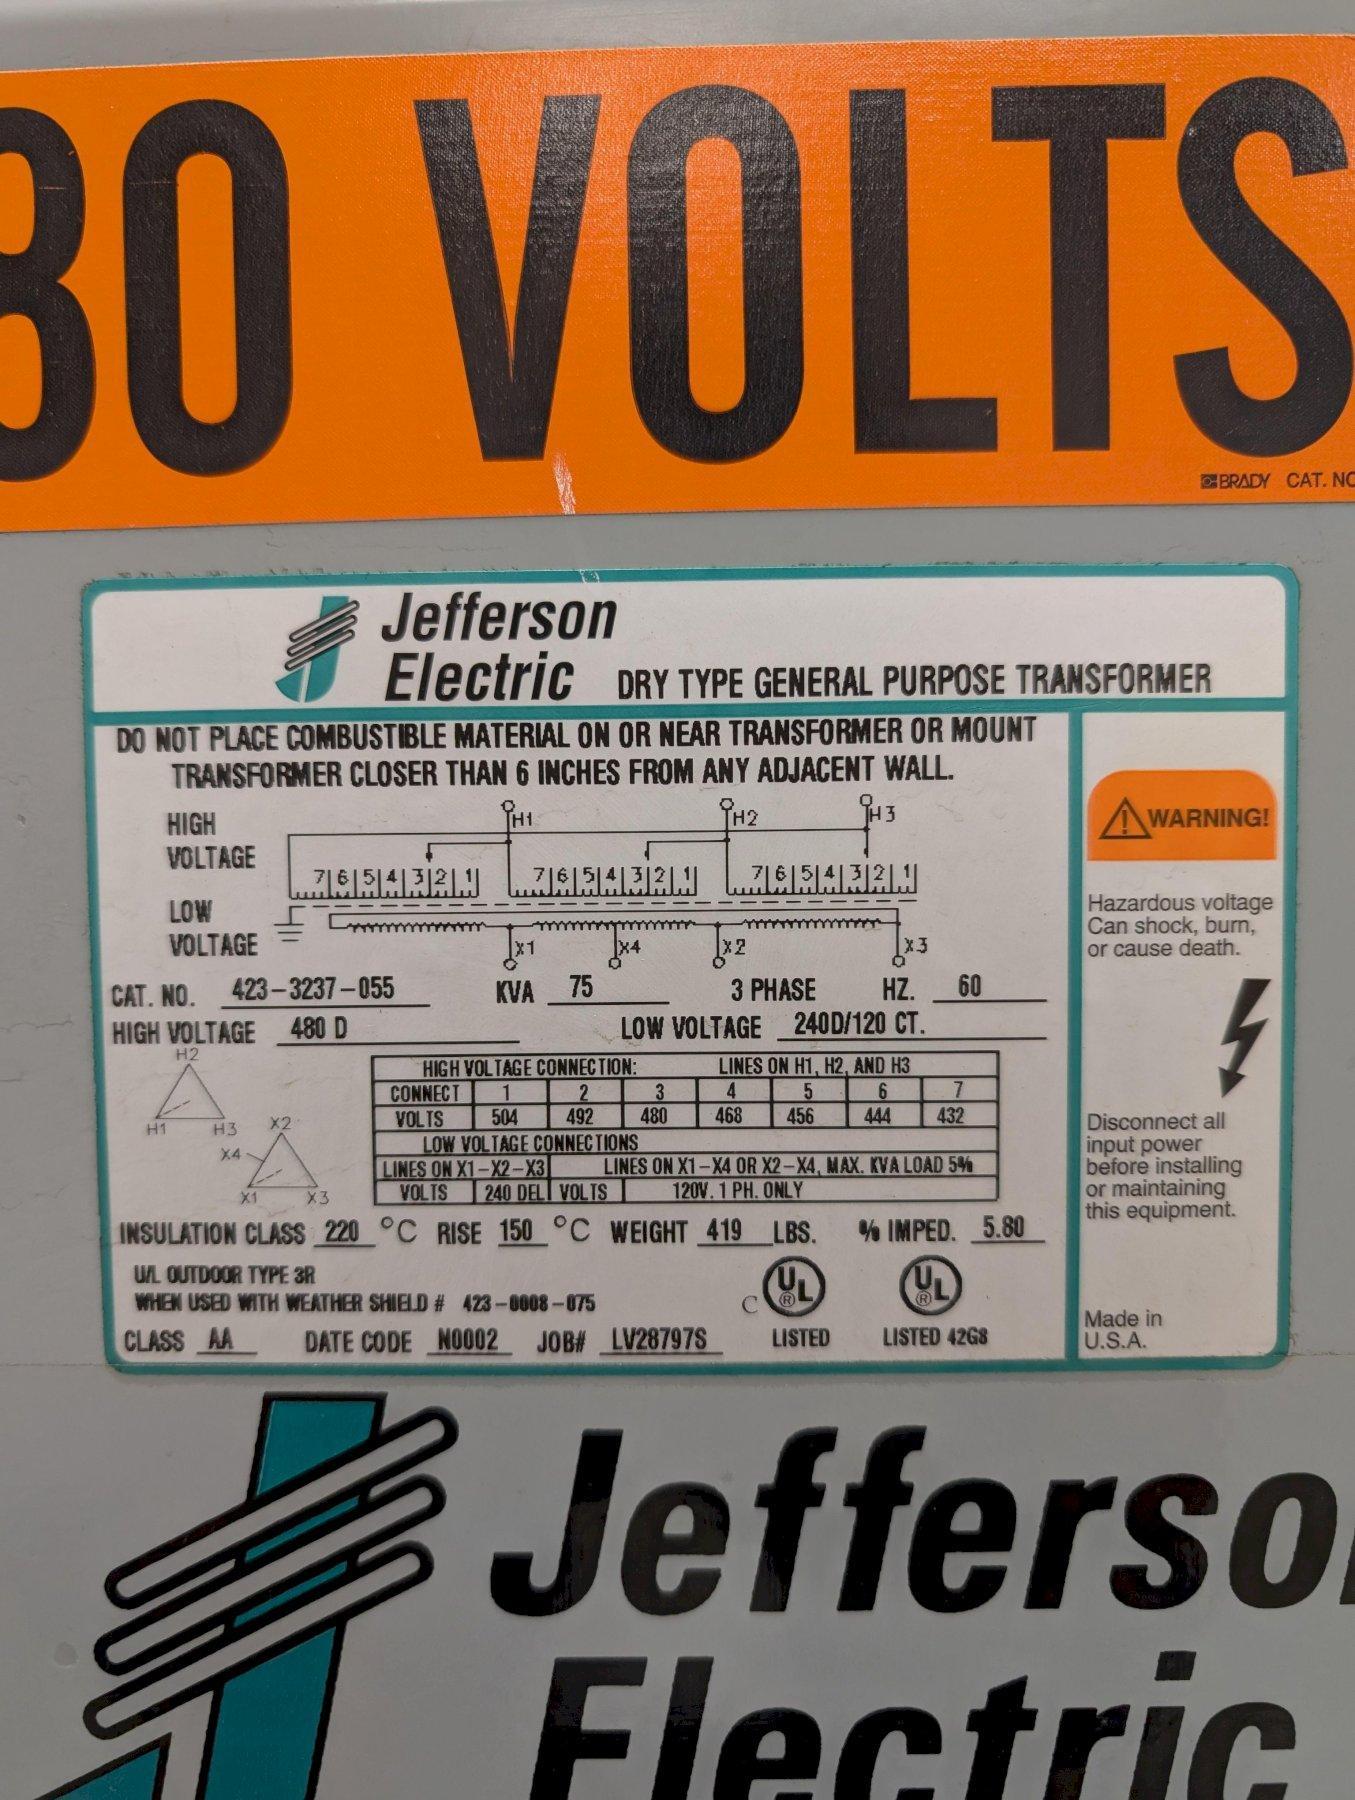 80 VOLTS
BRADY CAT. NO
Jefferson
Electric DRY TYPE GENERAL PURPOSE TRANSFORMER
DO NOT PLACE COMBUSTIBLE MATERIAL ON OR NEAR TRANSFORMER OR MOUNT
TRANSFORMER CLOSER THAN 6 INCHES FROM ANY ADJACENT WALL.
HIGH
VOLTAGE
H1 H2 H3
7 6 5 4 3 2 1 7 6 5 4 3 2 1 7 6 5 4 3 2 1
LOW
VOLTAGE
X1 X4 X2 X3
CAT. NO. 423-3237-055 KVA 75 3 PHASE HZ. 60
HIGH VOLTAGE 480 D LOW VOLTAGE 240D/120 CT.
H2
H1 H3
X2
X4
X1 X3
HIGH VOLTAGE CONNECTION: LINES ON H1, H2, AND H3
CONNECT 1 2 3 4 5 6 7
VOLTS 504 492 480 468 456 444 432
LOW VOLTAGE CONNECTIONS
LINES ON X1-X2-X3 LINES ON X1-X4 OR X2-X4, MAX. KVA LOAD 5%
VOLTS 240 DEL VOLTS 120V. 1 PH. ONLY
INSULATION CLASS 220 °C RISE 150 °C WEIGHT 419 LBS. % IMPED. 5.80
U/L OUTDOOR TYPE 3R
WHEN USED WITH WEATHER SHIELD # 423-0008-075
C UL ® UL ®
CLASS AA DATE CODE N0002 JOB# LV28797S LISTED LISTED 42G8
WARNING!
Hazardous voltage
Can shock, burn,
or cause death.
Disconnect all
input power
before installing
or maintaining
this equipment.
Made in
U.S.A.
Jefferso
Electric